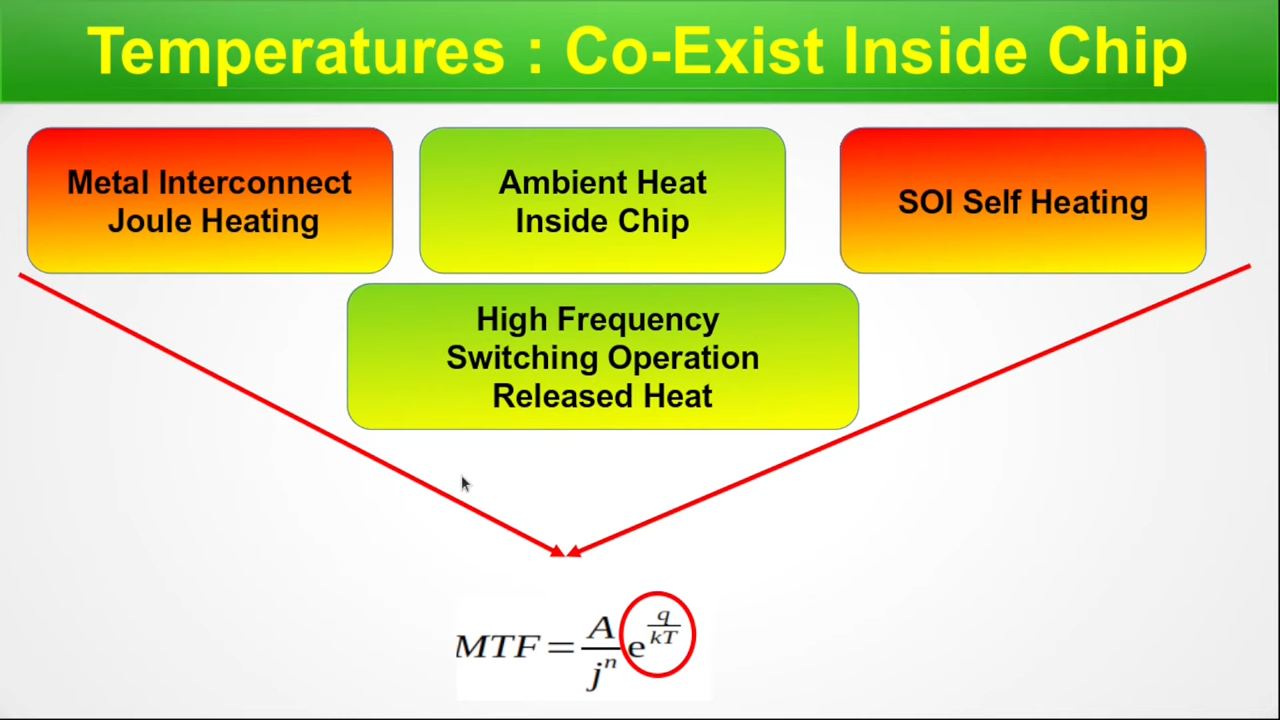 Temperatures : Co-Exist Inside Chip
Metal Interconnect
Joule Heating
Ambient Heat
Inside Chip
SOI Self Heating
High Frequency
Switching Operation
Released Heat
MTF = A/j^n e^(q/kT)